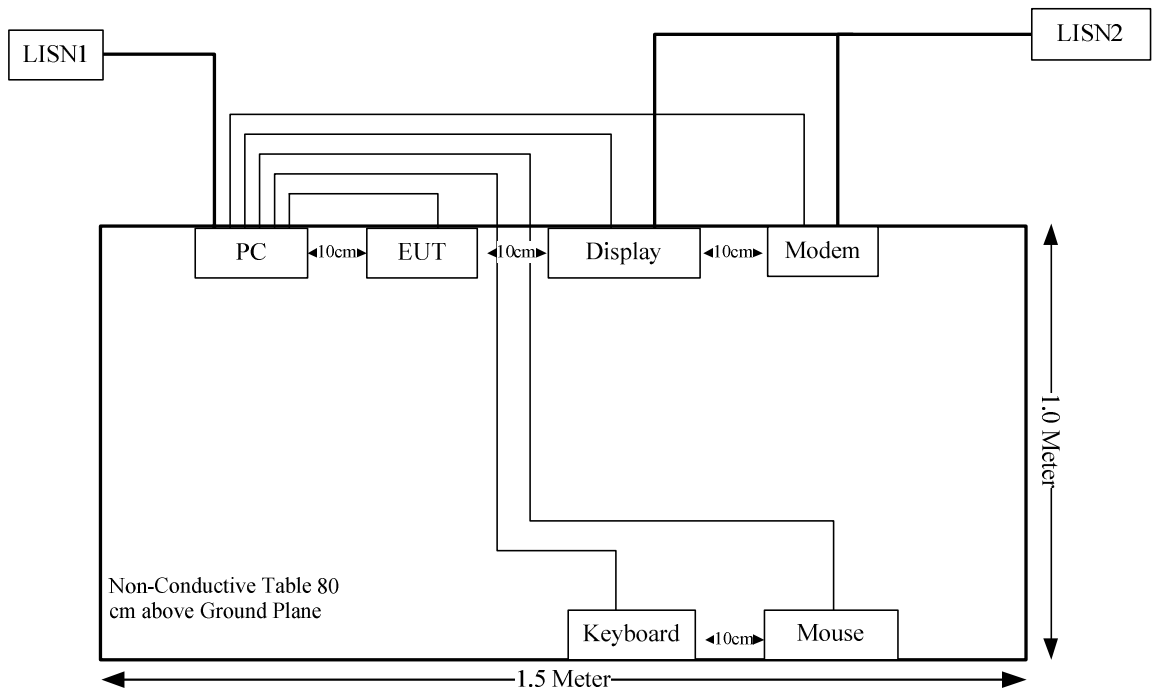 LISN1
LISN2
PC
10cm
EUT
10cm
Display
10cm
Modem
1.0 Meter
Non-Conductive Table 80
cm above Ground Plane
Keyboard
10cm
Mouse
1.5 Meter